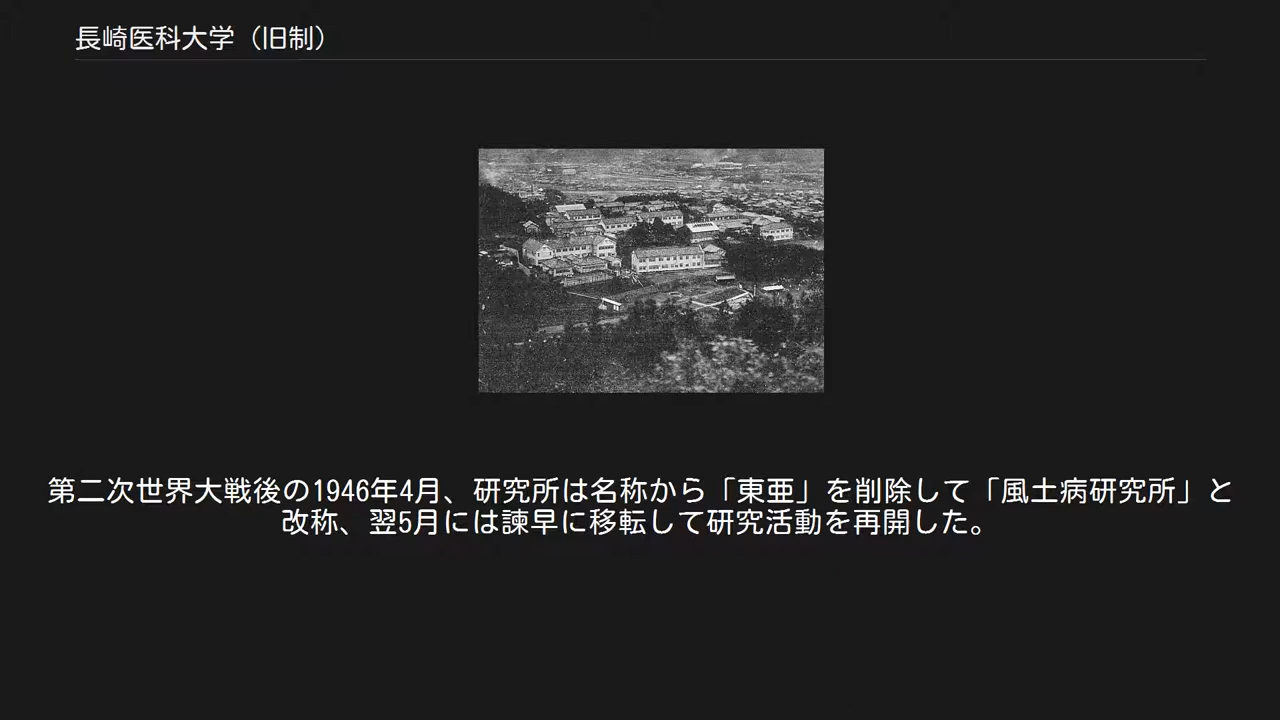 長崎医科大学（旧制）
第二次世界大戦後の1946年4月、研究所は名称から「東亜」を削除して「風土病研究所」と
改称、翌5月には諫早に移転して研究活動を再開した。